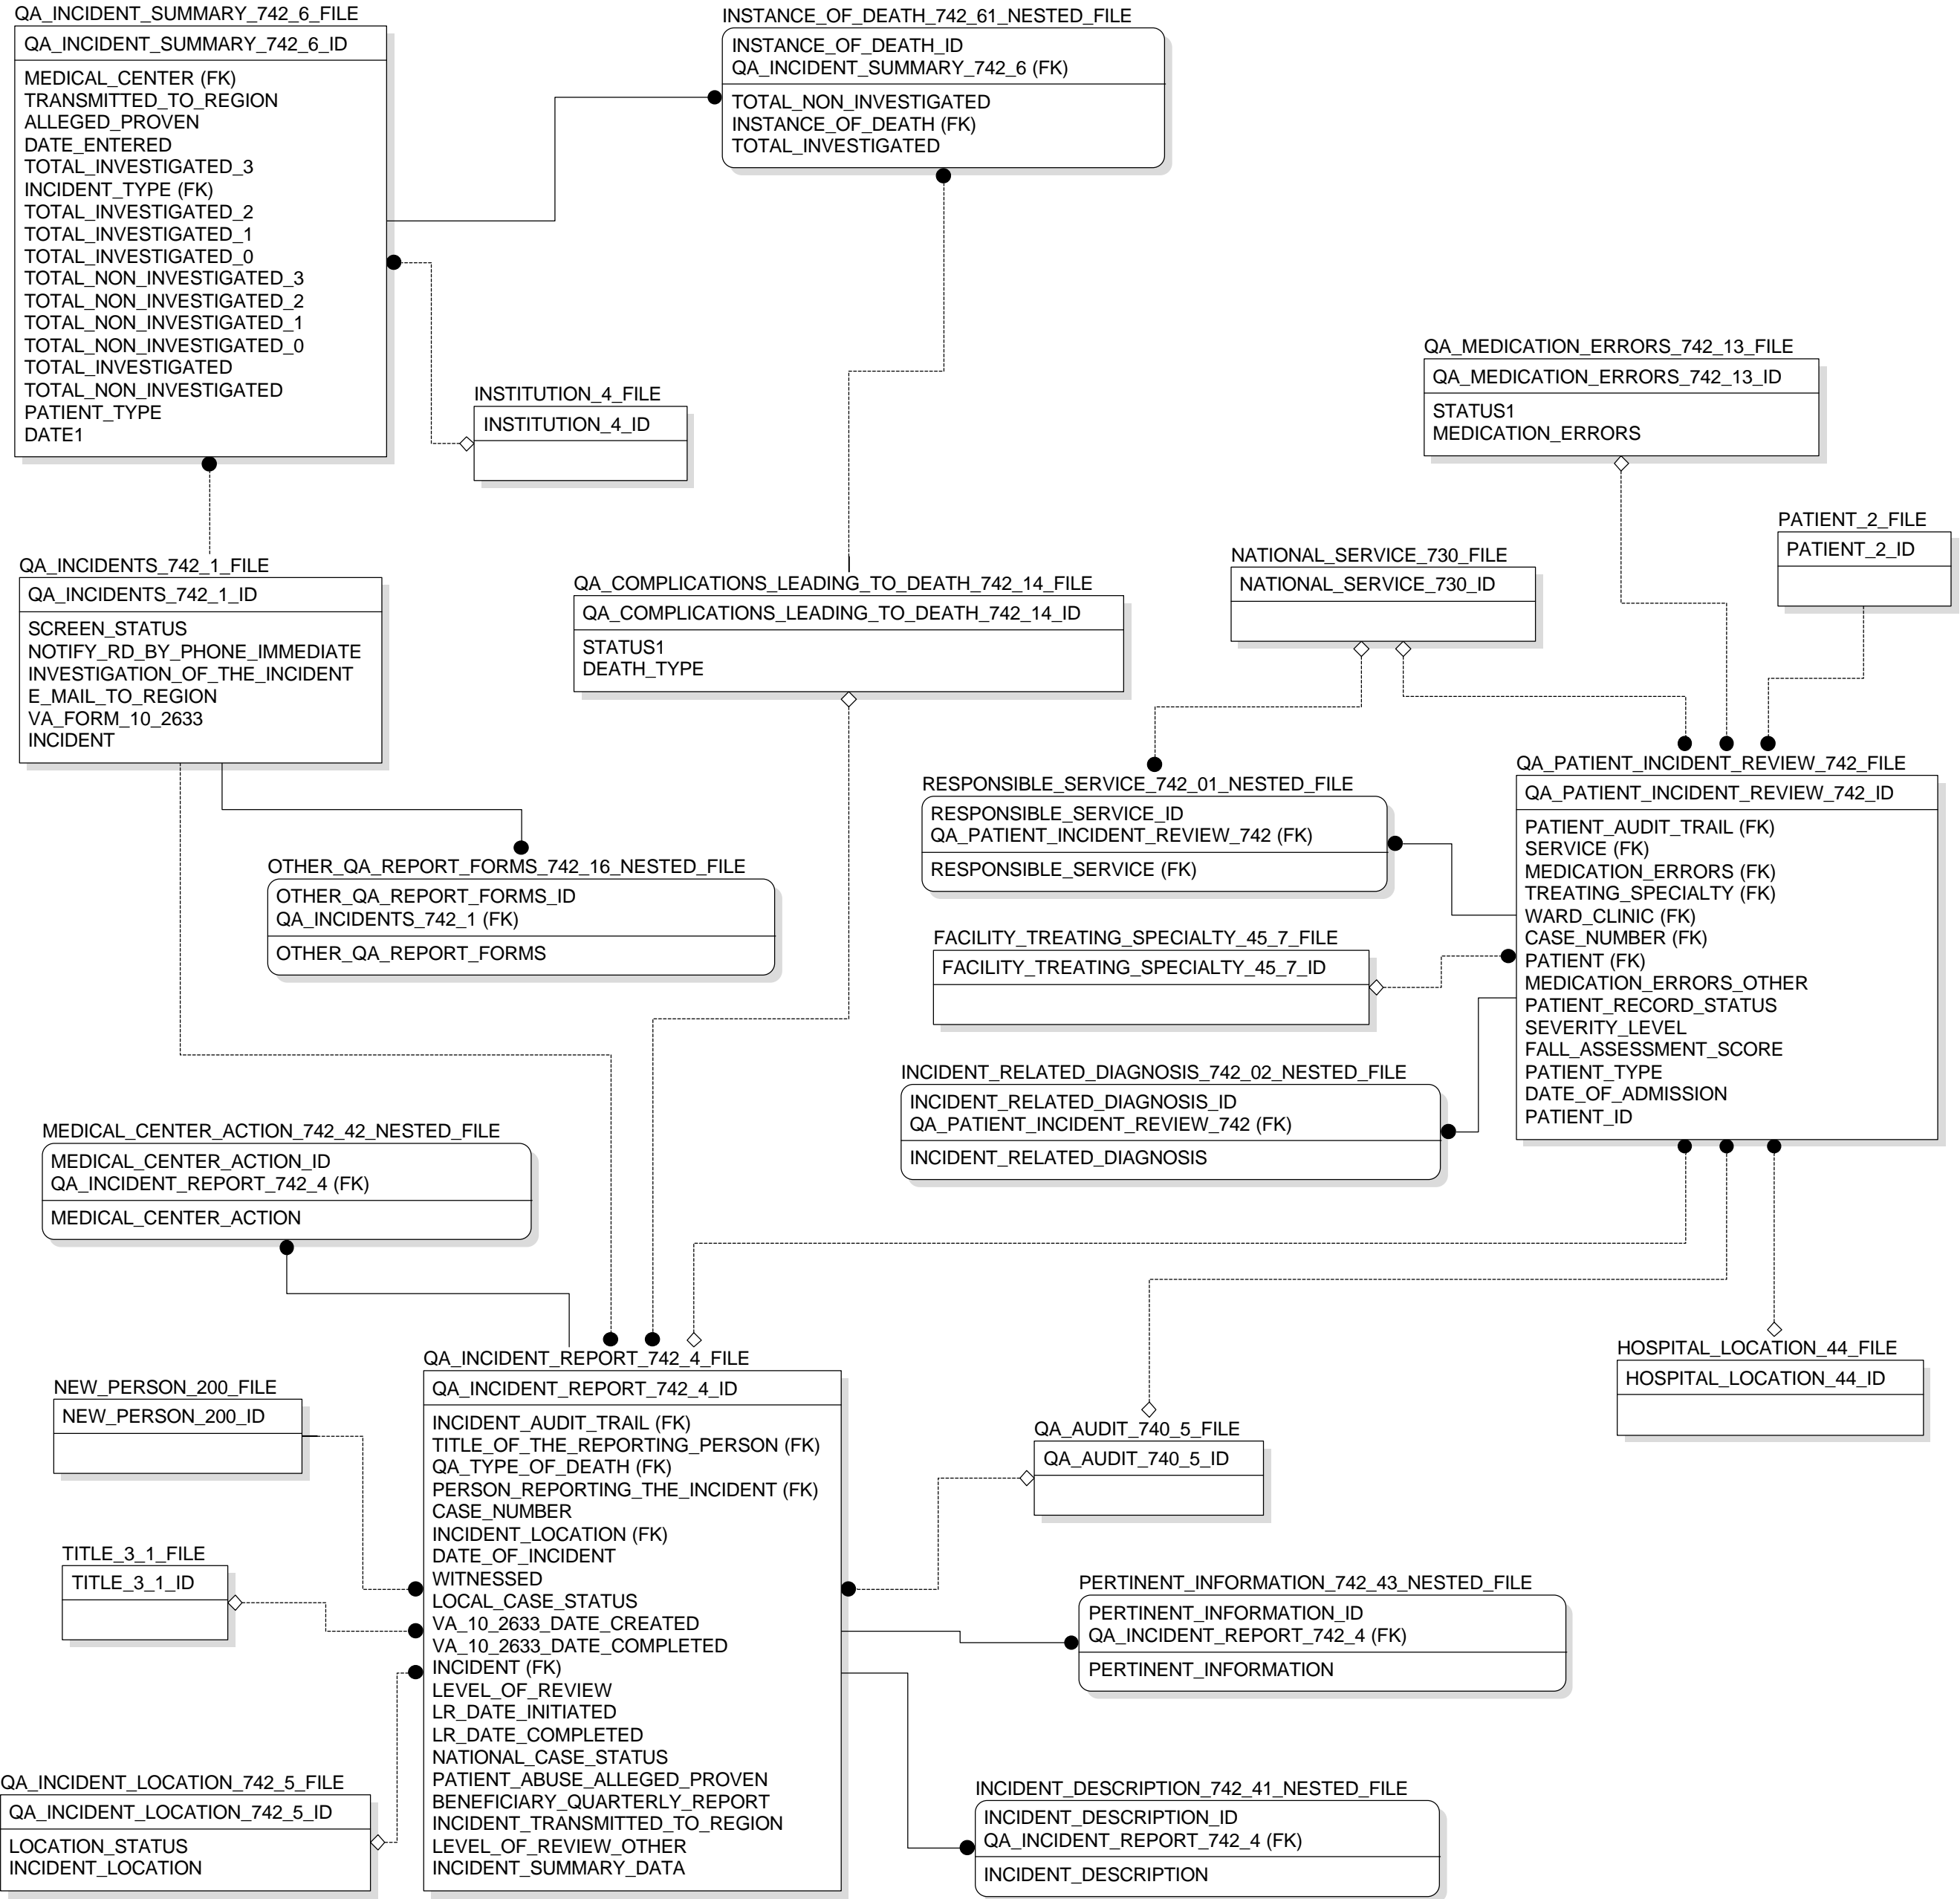 QA_INCIDENT_SUMMARY_742_6_FILE
QA_INCIDENT_SUMMARY_742_6_ID
MEDICAL_CENTER (FK)
TRANSMITTED_TO_REGION
ALLEGED_PROVEN
DATE_ENTERED
TOTAL_INVESTIGATED_3
INCIDENT_TYPE (FK)
TOTAL_INVESTIGATED_2
TOTAL_INVESTIGATED_1
TOTAL_INVESTIGATED_0
TOTAL_NON_INVESTIGATED_3
TOTAL_NON_INVESTIGATED_2
TOTAL_NON_INVESTIGATED_1
TOTAL_NON_INVESTIGATED_0
TOTAL_INVESTIGATED
TOTAL_NON_INVESTIGATED
PATIENT_TYPE
DATE1
INSTANCE_OF_DEATH_742_61_NESTED_FILE
INSTANCE_OF_DEATH_ID
QA_INCIDENT_SUMMARY_742_6 (FK)
TOTAL_NON_INVESTIGATED
INSTANCE_OF_DEATH (FK)
TOTAL_INVESTIGATED
INSTITUTION_4_FILE
INSTITUTION_4_ID
QA_MEDICATION_ERRORS_742_13_FILE
QA_MEDICATION_ERRORS_742_13_ID
STATUS1
MEDICATION_ERRORS
PATIENT_2_FILE
PATIENT_2_ID
NATIONAL_SERVICE_730_FILE
NATIONAL_SERVICE_730_ID
QA_INCIDENTS_742_1_FILE
QA_INCIDENTS_742_1_ID
SCREEN_STATUS
NOTIFY_RD_BY_PHONE_IMMEDIATE
INVESTIGATION_OF_THE_INCIDENT
E_MAIL_TO_REGION
VA_FORM_10_2633
INCIDENT
QA_COMPLICATIONS_LEADING_TO_DEATH_742_14_FILE
QA_COMPLICATIONS_LEADING_TO_DEATH_742_14_ID
STATUS1
DEATH_TYPE
RESPONSIBLE_SERVICE_742_01_NESTED_FILE
RESPONSIBLE_SERVICE_ID
QA_PATIENT_INCIDENT_REVIEW_742 (FK)
RESPONSIBLE_SERVICE (FK)
QA_PATIENT_INCIDENT_REVIEW_742_FILE
QA_PATIENT_INCIDENT_REVIEW_742_ID
PATIENT_AUDIT_TRAIL (FK)
SERVICE (FK)
MEDICATION_ERRORS (FK)
TREATING_SPECIALTY (FK)
WARD_CLINIC (FK)
CASE_NUMBER (FK)
PATIENT (FK)
MEDICATION_ERRORS_OTHER
PATIENT_RECORD_STATUS
SEVERITY_LEVEL
FALL_ASSESSMENT_SCORE
PATIENT_TYPE
DATE_OF_ADMISSION
PATIENT_ID
OTHER_QA_REPORT_FORMS_742_16_NESTED_FILE
OTHER_QA_REPORT_FORMS_ID
QA_INCIDENTS_742_1 (FK)
OTHER_QA_REPORT_FORMS
FACILITY_TREATING_SPECIALTY_45_7_FILE
FACILITY_TREATING_SPECIALTY_45_7_ID
INCIDENT_RELATED_DIAGNOSIS_742_02_NESTED_FILE
INCIDENT_RELATED_DIAGNOSIS_ID
QA_PATIENT_INCIDENT_REVIEW_742 (FK)
INCIDENT_RELATED_DIAGNOSIS
MEDICAL_CENTER_ACTION_742_42_NESTED_FILE
MEDICAL_CENTER_ACTION_ID
QA_INCIDENT_REPORT_742_4 (FK)
MEDICAL_CENTER_ACTION
QA_INCIDENT_REPORT_742_4_FILE
QA_INCIDENT_REPORT_742_4_ID
INCIDENT_AUDIT_TRAIL (FK)
TITLE_OF_THE_REPORTING_PERSON (FK)
QA_TYPE_OF_DEATH (FK)
PERSON_REPORTING_THE_INCIDENT (FK)
CASE_NUMBER
INCIDENT_LOCATION (FK)
DATE_OF_INCIDENT
WITNESSED
LOCAL_CASE_STATUS
VA_10_2633_DATE_CREATED
VA_10_2633_DATE_COMPLETED
INCIDENT (FK)
LEVEL_OF_REVIEW
LR_DATE_INITIATED
LR_DATE_COMPLETED
NATIONAL_CASE_STATUS
PATIENT_ABUSE_ALLEGED_PROVEN
BENEFICIARY_QUARTERLY_REPORT
INCIDENT_TRANSMITTED_TO_REGION
LEVEL_OF_REVIEW_OTHER
INCIDENT_SUMMARY_DATA
HOSPITAL_LOCATION_44_FILE
HOSPITAL_LOCATION_44_ID
NEW_PERSON_200_FILE
NEW_PERSON_200_ID
QA_AUDIT_740_5_FILE
QA_AUDIT_740_5_ID
TITLE_3_1_FILE
TITLE_3_1_ID
PERTINENT_INFORMATION_742_43_NESTED_FILE
PERTINENT_INFORMATION_ID
QA_INCIDENT_REPORT_742_4 (FK)
PERTINENT_INFORMATION
QA_INCIDENT_LOCATION_742_5_FILE
QA_INCIDENT_LOCATION_742_5_ID
LOCATION_STATUS
INCIDENT_LOCATION
INCIDENT_DESCRIPTION_742_41_NESTED_FILE
INCIDENT_DESCRIPTION_ID
QA_INCIDENT_REPORT_742_4 (FK)
INCIDENT_DESCRIPTION